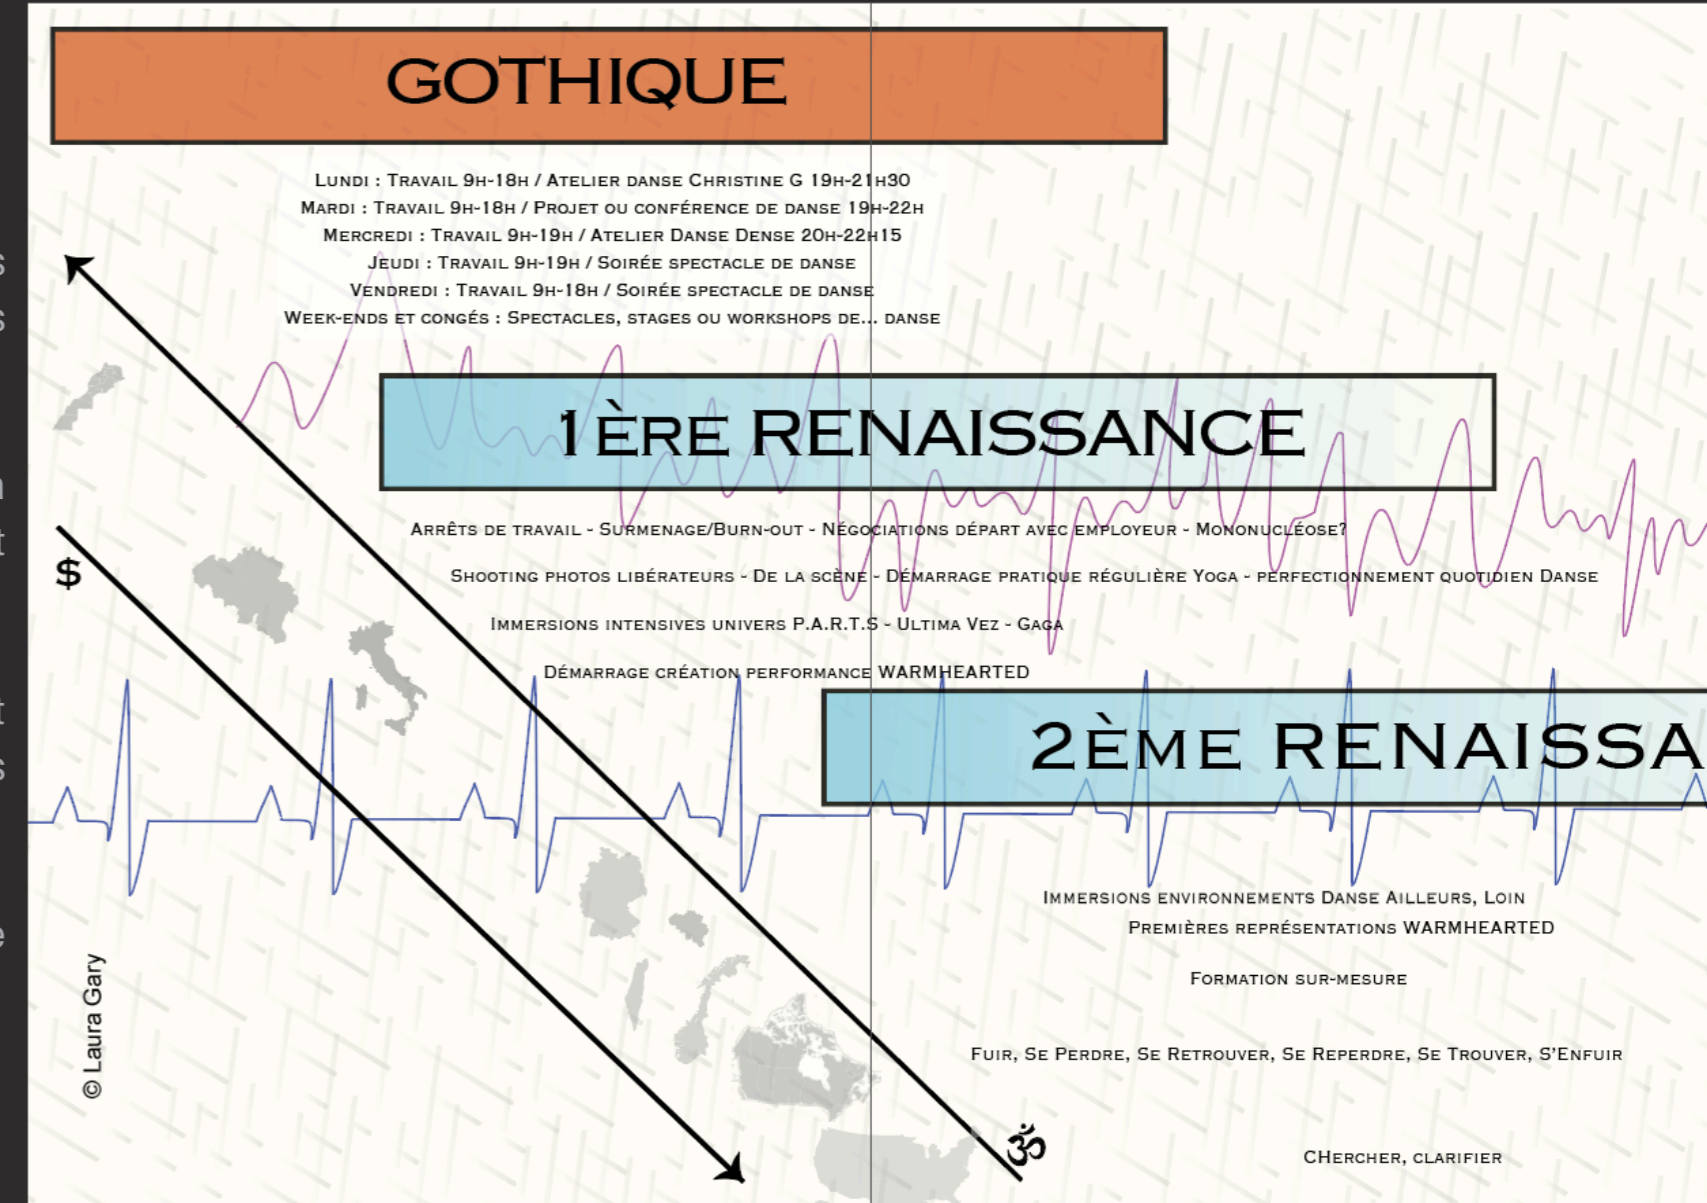 GOTHIQUE
Lundi : Travail 9h-18h / Atelier danse Christine G 19h-21h30
Mardi : Travail 9h-18h / Projet ou conférence de danse 19h-22h
Mercredi : Travail 9h-19h / Atelier Danse Dense 20h-22h15
Jeudi : Travail 9h-19h / Soirée spectacle de danse
Vendredi : Travail 9h-18h / Soirée spectacle de danse
Week-ends et congés : Spectacles, stages ou workshops de... danse
1ère RENAISSANCE
Arrêts de travail - Surmenage/Burn-out - Négociations départ avec employeur - Mononucléose?
$
Shooting photos libérateurs - De la scène - Démarrage pratique régulière Yoga - perfectionnement quotidien Danse
Immersions intensives univers P.A.R.T.S - Ultima Vez - Gaga
Démarrage création performance WARMHEARTED
2ème RENAISSA
Immersions environnements Danse Ailleurs, Loin
Premières représentations WARMHEARTED
Formation sur-mesure
© Laura Gary
Fuir, Se Perdre, Se Retrouver, Se Reperdre, Se Trouver, S'Enfuir
ॐ
CHercher, clarifier